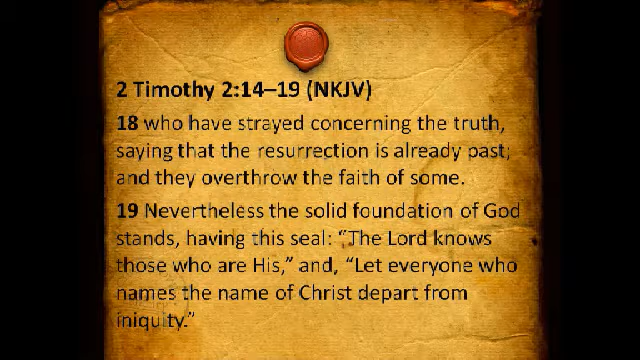 2 Timothy 2:14–19 (NKJV)
18 who have strayed concerning the truth,
saying that the resurrection is already past;
and they overthrow the faith of some.
19 Nevertheless the solid foundation of God
stands, having this seal: “The Lord knows
those who are His,” and, “Let everyone who
names the name of Christ depart from
iniquity.”